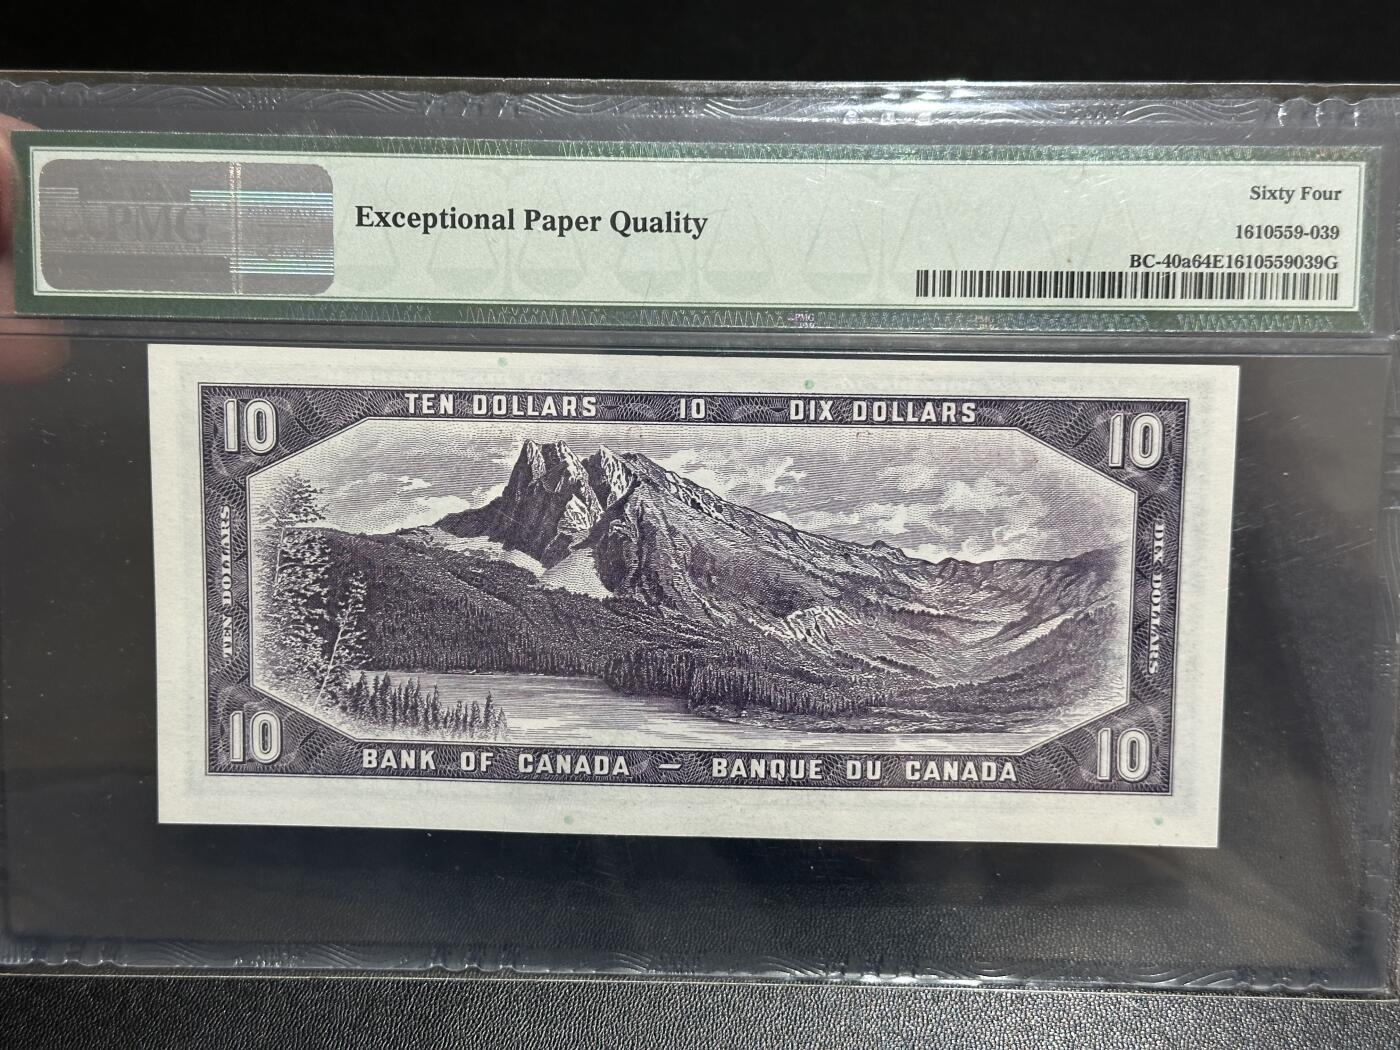 PMG
Exceptional Paper Quality
Sixty Four
1610559-039
BC-40a64E1610559039G
PMG
10 TEN DOLLARS 10 DIX DOLLARS 10
TEN DOLLARS
DIX DOLLARS
10 BANK OF CANADA — BANQUE DU CANADA 10